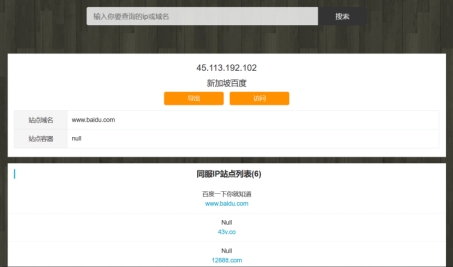 输入你要查询的ip或域名
搜索
45.113.192.102
新加坡百度
导出
访问
站点域名
www.baidu.com
站点容器
null
同服IP站点列表(6)
百度一下你就知道
www.baidu.com
Null
43v.co
Null
1288tt.com